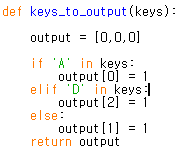 def keys_to_output(keys):
    output = [0,0,0]
    if 'A' in keys:
        output[0] = 1
    elif 'D' in keys:
        output[2] = 1
    else:
        output[1] = 1
    return output